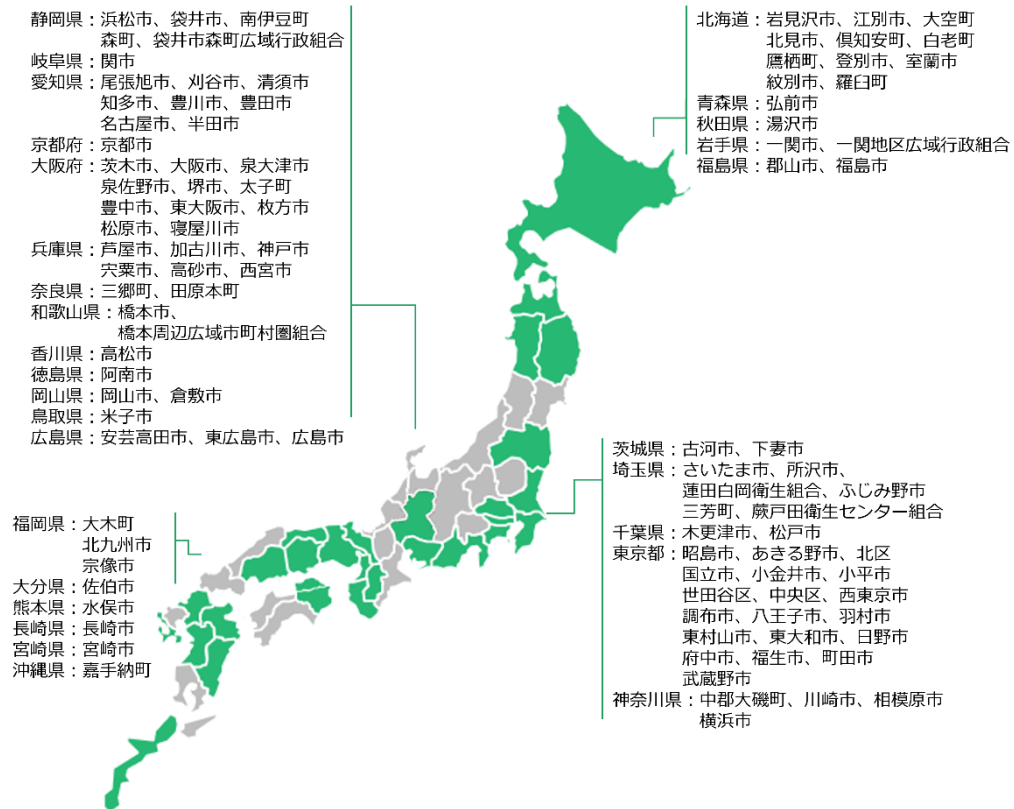 静岡県：浜松市、袋井市、南伊豆町
森町、袋井市森町広域行政組合
岐阜県：関市
愛知県：尾張旭市、刈谷市、清須市
知多市、豊川市、豊田市
名古屋市、半田市
京都府：京都市
大阪府：茨木市、大阪市、泉大津市
泉佐野市、堺市、太子町
豊中市、東大阪市、枚方市
松原市、寝屋川市
兵庫県：芦屋市、加古川市、神戸市
宍粟市、高砂市、西宮市
奈良県：三郷町、田原本町
和歌山県：橋本市、
橋本周辺広域市町村圏組合
香川県：高松市
徳島県：阿南市
岡山県：岡山市、倉敷市
鳥取県：米子市
広島県：安芸高田市、東広島市、広島市
北海道：岩見沢市、江別市、大空町
北見市、倶知安町、白老町
鷹栖町、登別市、室蘭市
紋別市、羅臼町
青森県：弘前市
秋田県：湯沢市
岩手県：一関市、一関地区広域行政組合
福島県：郡山市、福島市
福岡県：大木町
北九州市
宗像市
大分県：佐伯市
熊本県：水俣市
長崎県：長崎市
宮崎県：宮崎市
沖縄県：嘉手納町
茨城県：古河市、下妻市
埼玉県：さいたま市、所沢市、
蓮田白岡衛生組合、ふじみ野市
三芳町、蕨戸田衛生センター組合
千葉県：木更津市、松戸市
東京都：昭島市、あきる野市、北区
国立市、小金井市、小平市
世田谷区、中央区、西東京市
調布市、八王子市、羽村市
東村山市、東大和市、日野市
府中市、福生市、町田市
武蔵野市
神奈川県：中郡大磯町、川崎市、相模原市
横浜市